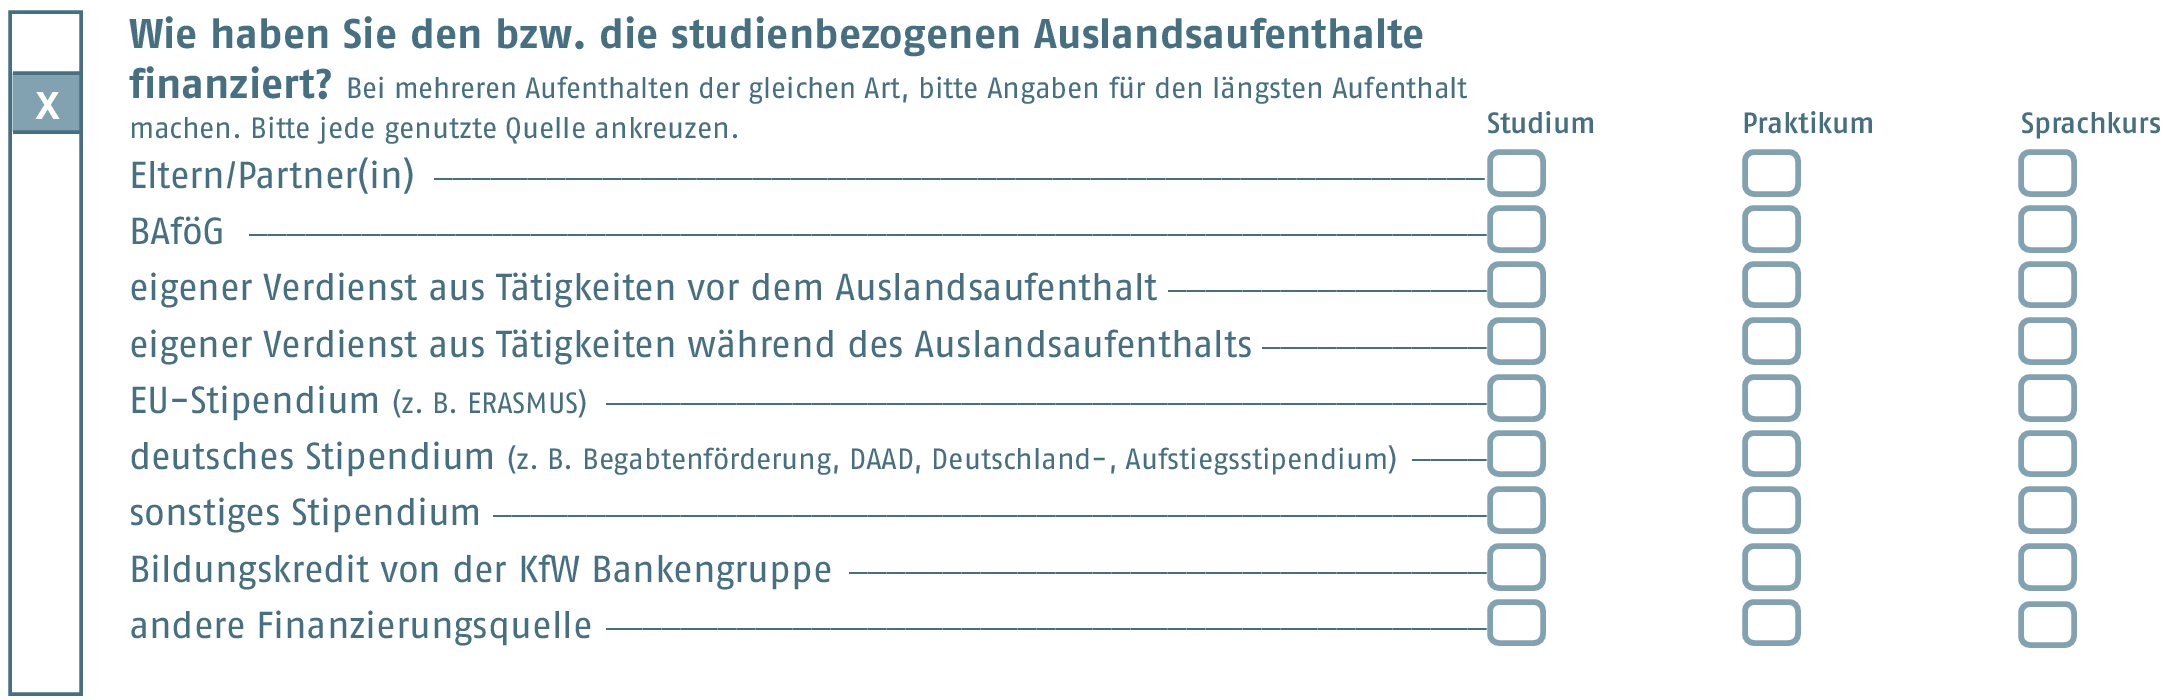 Wie haben Sie den bzw. die studienbezogenen Auslandsaufenthalte
finanziert? Bei mehreren Aufenthalten der gleichen Art, bitte Angaben für den längsten Aufenthalt
X
machen. Bitte jede genutzte Quelle ankreuzen.
Studium Praktikum Sprachkurs
Eltern/Partner(in)
BAföG
eigener Verdienst aus Tätigkeiten vor dem Auslandsaufenthalt
eigener Verdienst aus Tätigkeiten während des Auslandsaufenthalts
EU-Stipendium (z. B. ERASMUS)
deutsches Stipendium (z. B. Begabtenförderung, DAAD, Deutschland-, Aufstiegsstipendium)
sonstiges Stipendium
Bildungskredit von der KfW Bankengruppe
andere Finanzierungsquelle